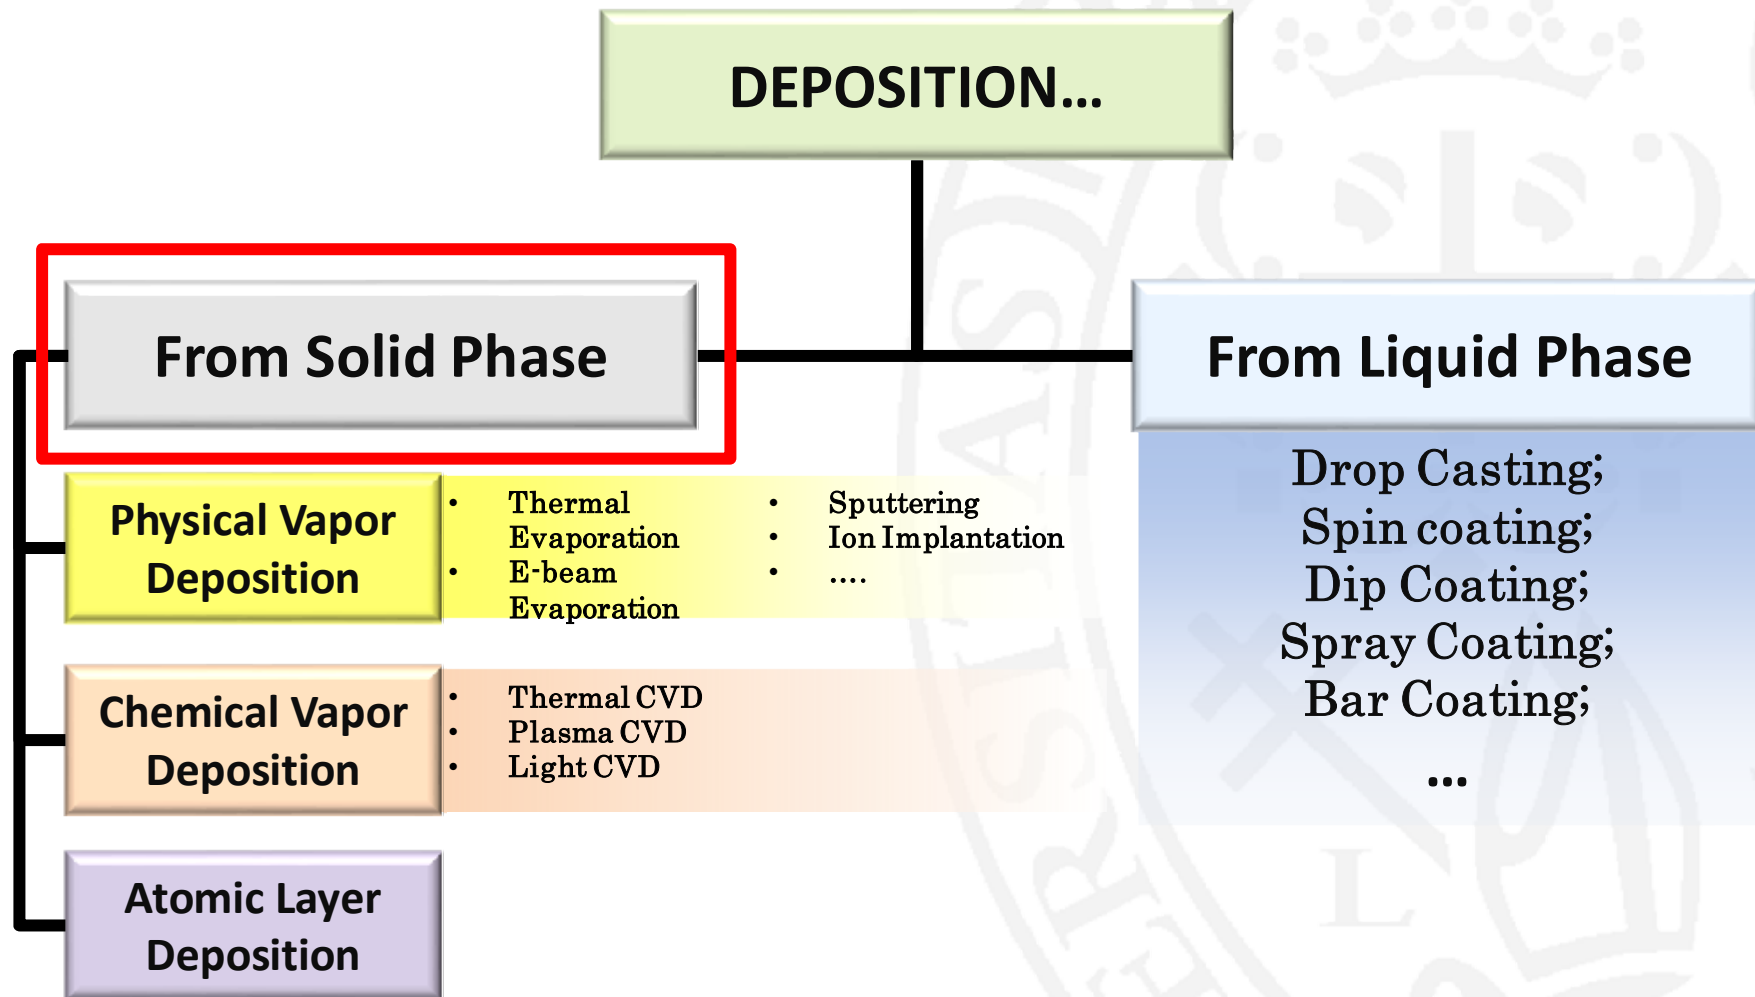 DEPOSITION...
From Solid Phase
From Liquid Phase
Physical Vapor
Deposition
• Thermal
Evaporation
• E-beam
Evaporation
• Sputtering
• Ion Implantation
• ....
Chemical Vapor
Deposition
• Thermal CVD
• Plasma CVD
• Light CVD
Atomic Layer
Deposition
Drop Casting;
Spin coating;
Dip Coating;
Spray Coating;
Bar Coating;
...
ERSITAS
L